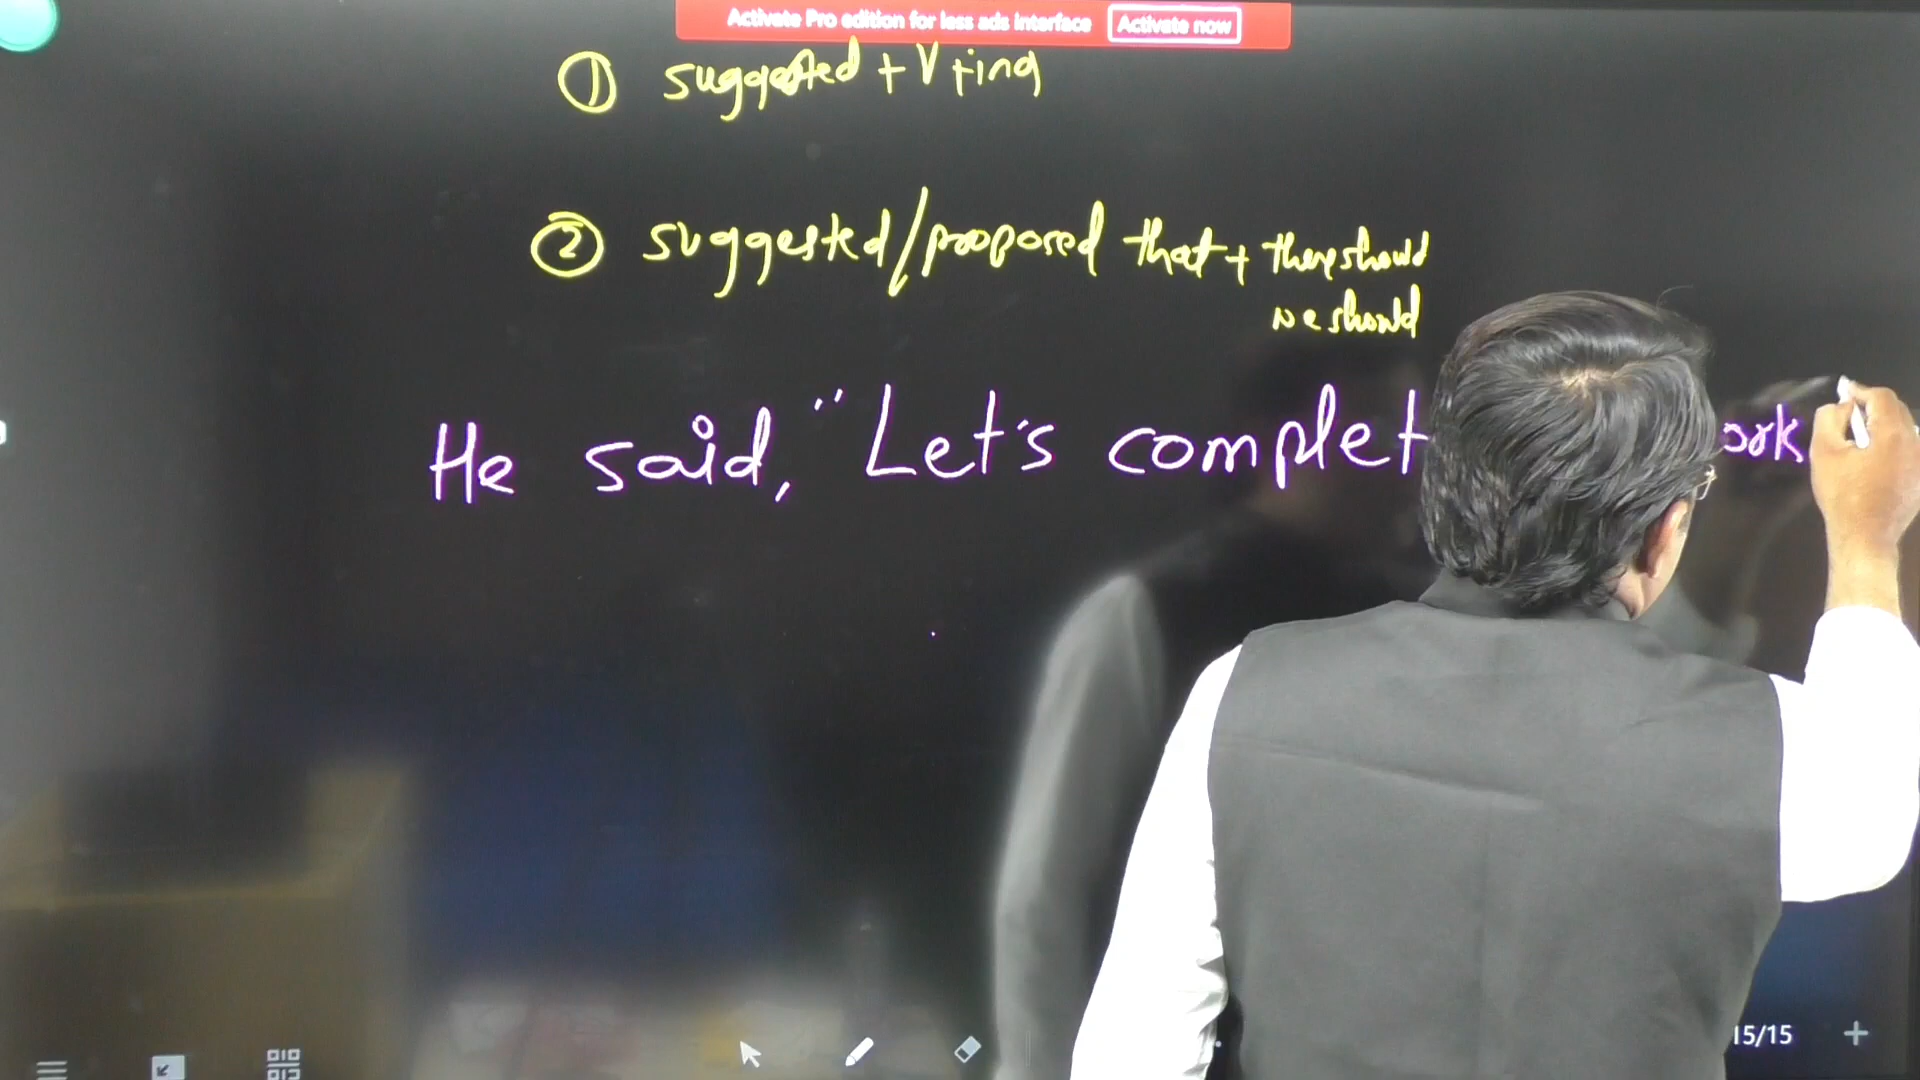 Activate Pro edition for less ads interface Activate now
① suggested + V + ing
② suggested/proposed that + they should
we should
He said, "Let's complet ork
15/15